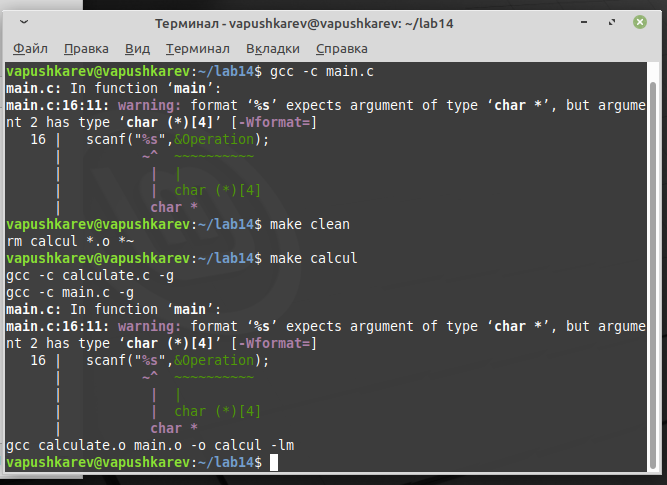 Терминал - vapushkarev@vapushkarev: ~/lab14
Файл Правка Вид Терминал Вкладки Справка
vapushkarev@vapushkarev:~/lab14$ gcc -c main.c
main.c: In function ‘main’:
main.c:16:11: warning: format ‘%s’ expects argument of type ‘char *’, but argume
nt 2 has type ‘char (*)[4]’ [-Wformat=]
   16 |   scanf("%s",&Operation);
      |          ~^  ~~~~~~~~~~
      |           |  |
      |           |  char (*)[4]
      |           char *
vapushkarev@vapushkarev:~/lab14$ make clean
rm calcul *.o *~
vapushkarev@vapushkarev:~/lab14$ make calcul
gcc -c calculate.c -g
gcc -c main.c -g
main.c: In function ‘main’:
main.c:16:11: warning: format ‘%s’ expects argument of type ‘char *’, but argume
nt 2 has type ‘char (*)[4]’ [-Wformat=]
   16 |   scanf("%s",&Operation);
      |          ~^  ~~~~~~~~~~
      |           |  |
      |           |  char (*)[4]
      |           char *
gcc calculate.o main.o -o calcul -lm
vapushkarev@vapushkarev:~/lab14$